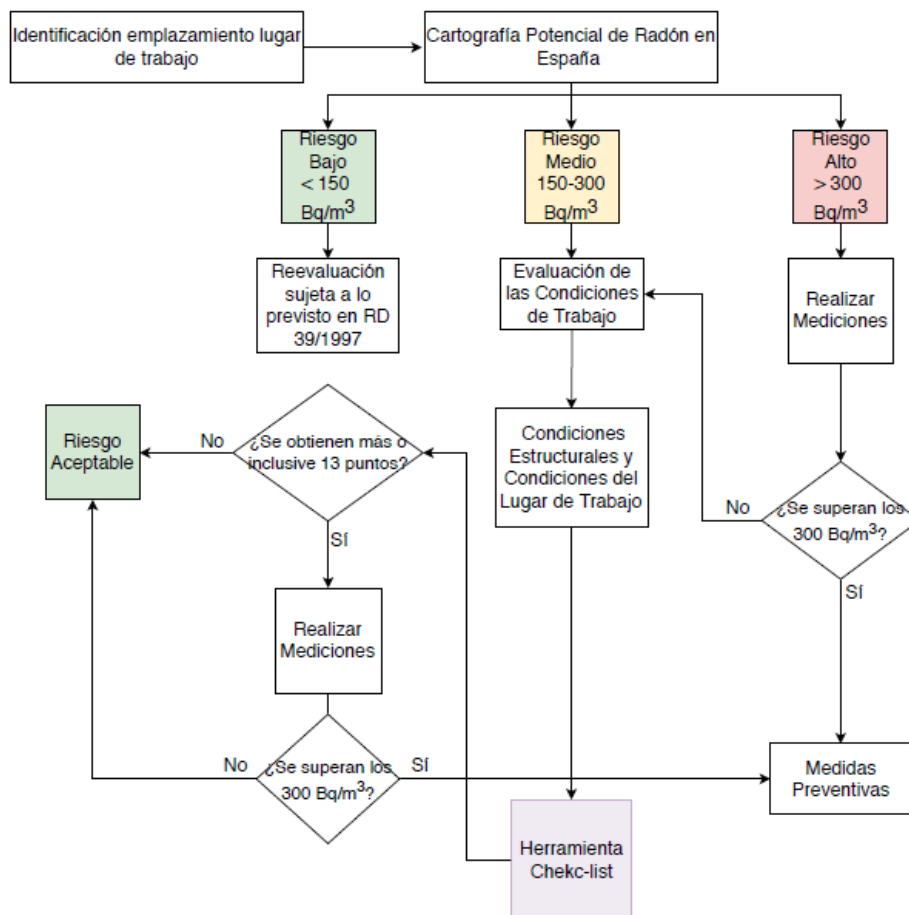 Identificación emplazamiento lugar
de trabajo
Cartografía Potencial de Radón en
España
Riesgo
Bajo
< 150
Bq/m³
Riesgo
Medio
150-300
Bq/m³
Riesgo
Alto
> 300
Bq/m³
Reevaluación
sujeta a lo
previsto en RD
39/1997
Evaluación de
las Condiciones
de Trabajo
Realizar
Mediciones
Riesgo
Aceptable
No
¿Se obtienen más o
inclusive 13 puntos?
Condiciones
Estructurales y
Condiciones del
Lugar de Trabajo
No
¿Se superan los
300 Bq/m³?
Sí
Sí
Realizar
Mediciones
No
¿Se superan los
300 Bq/m³?
Sí
Medidas
Preventivas
Herramienta
Chekc-list